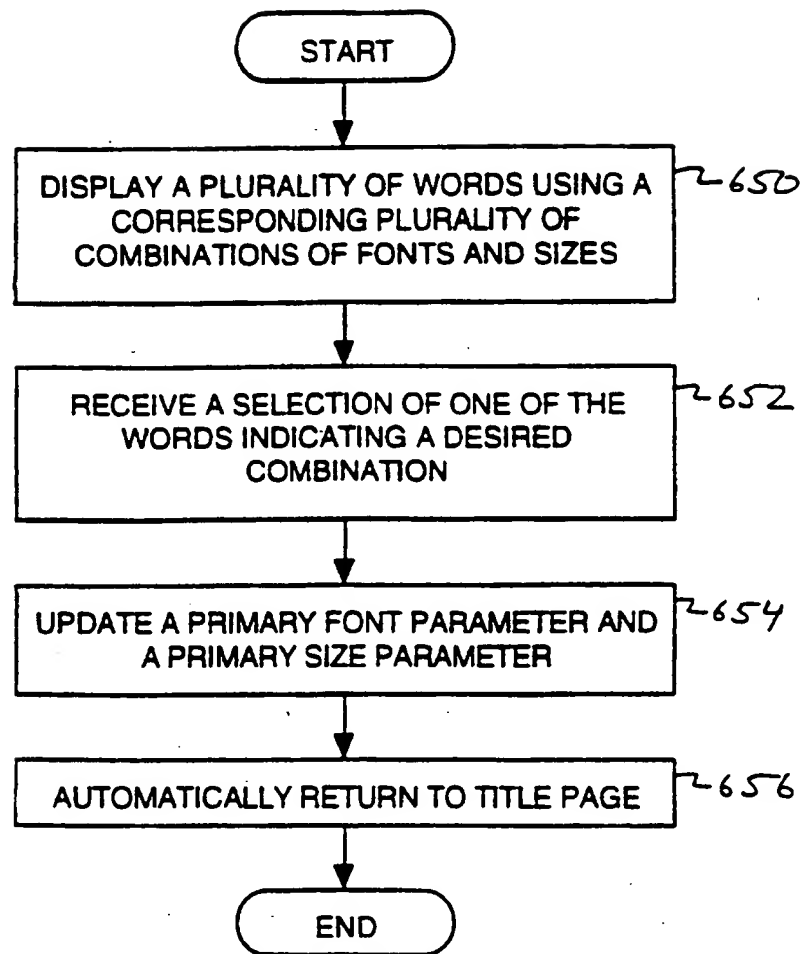 START
DISPLAY A PLURALITY OF WORDS USING A
CORRESPONDING PLURALITY OF
COMBINATIONS OF FONTS AND SIZES
650
RECEIVE A SELECTION OF ONE OF THE
WORDS INDICATING A DESIRED
COMBINATION
652
UPDATE A PRIMARY FONT PARAMETER AND
A PRIMARY SIZE PARAMETER
654
AUTOMATICALLY RETURN TO TITLE PAGE
656
END